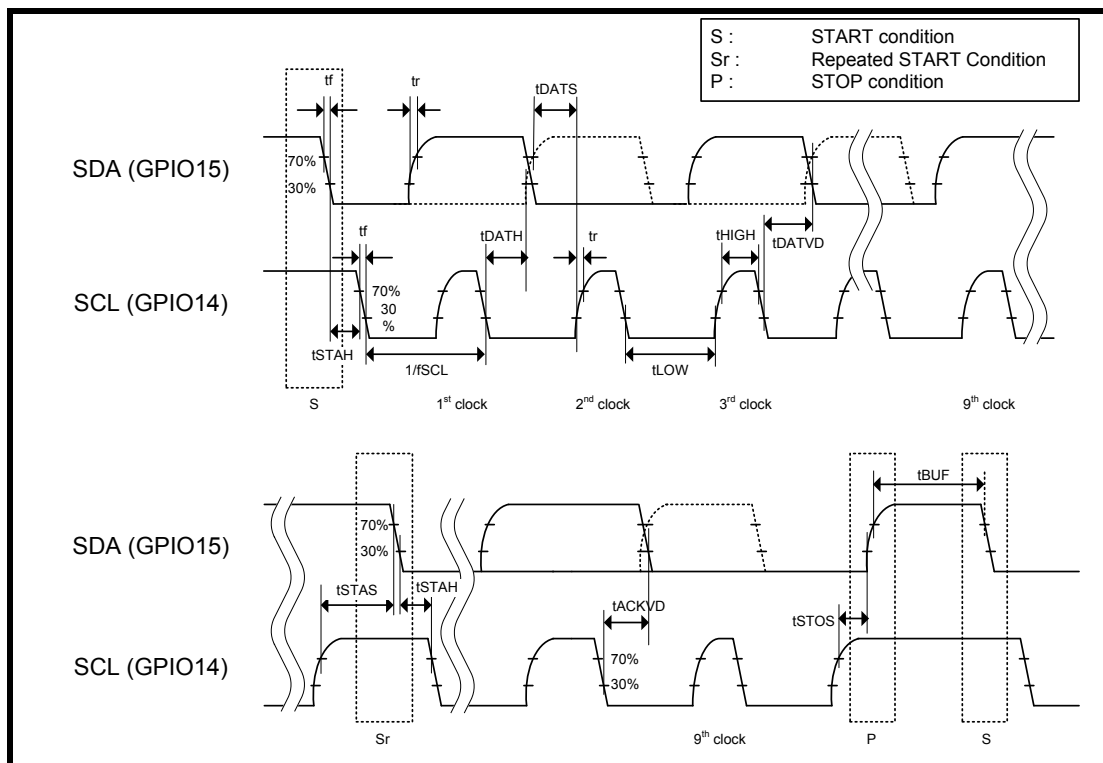 S : START condition
Sr : Repeated START Condition
P : STOP condition
tf
tr
tDATS
SDA (GPIO15)
70%
30%
tf
tDATH
tr
tHIGH
tDATVD
SCL (GPIO14)
70%
30
%
tSTAH
1/fSCL
tLOW
S
1st clock
2nd clock
3rd clock
9th clock
tBUF
SDA (GPIO15)
70%
30%
tSTAS
tSTAH
tACKVD
tSTOS
SCL (GPIO14)
70%
30%
Sr
9th clock
P
S